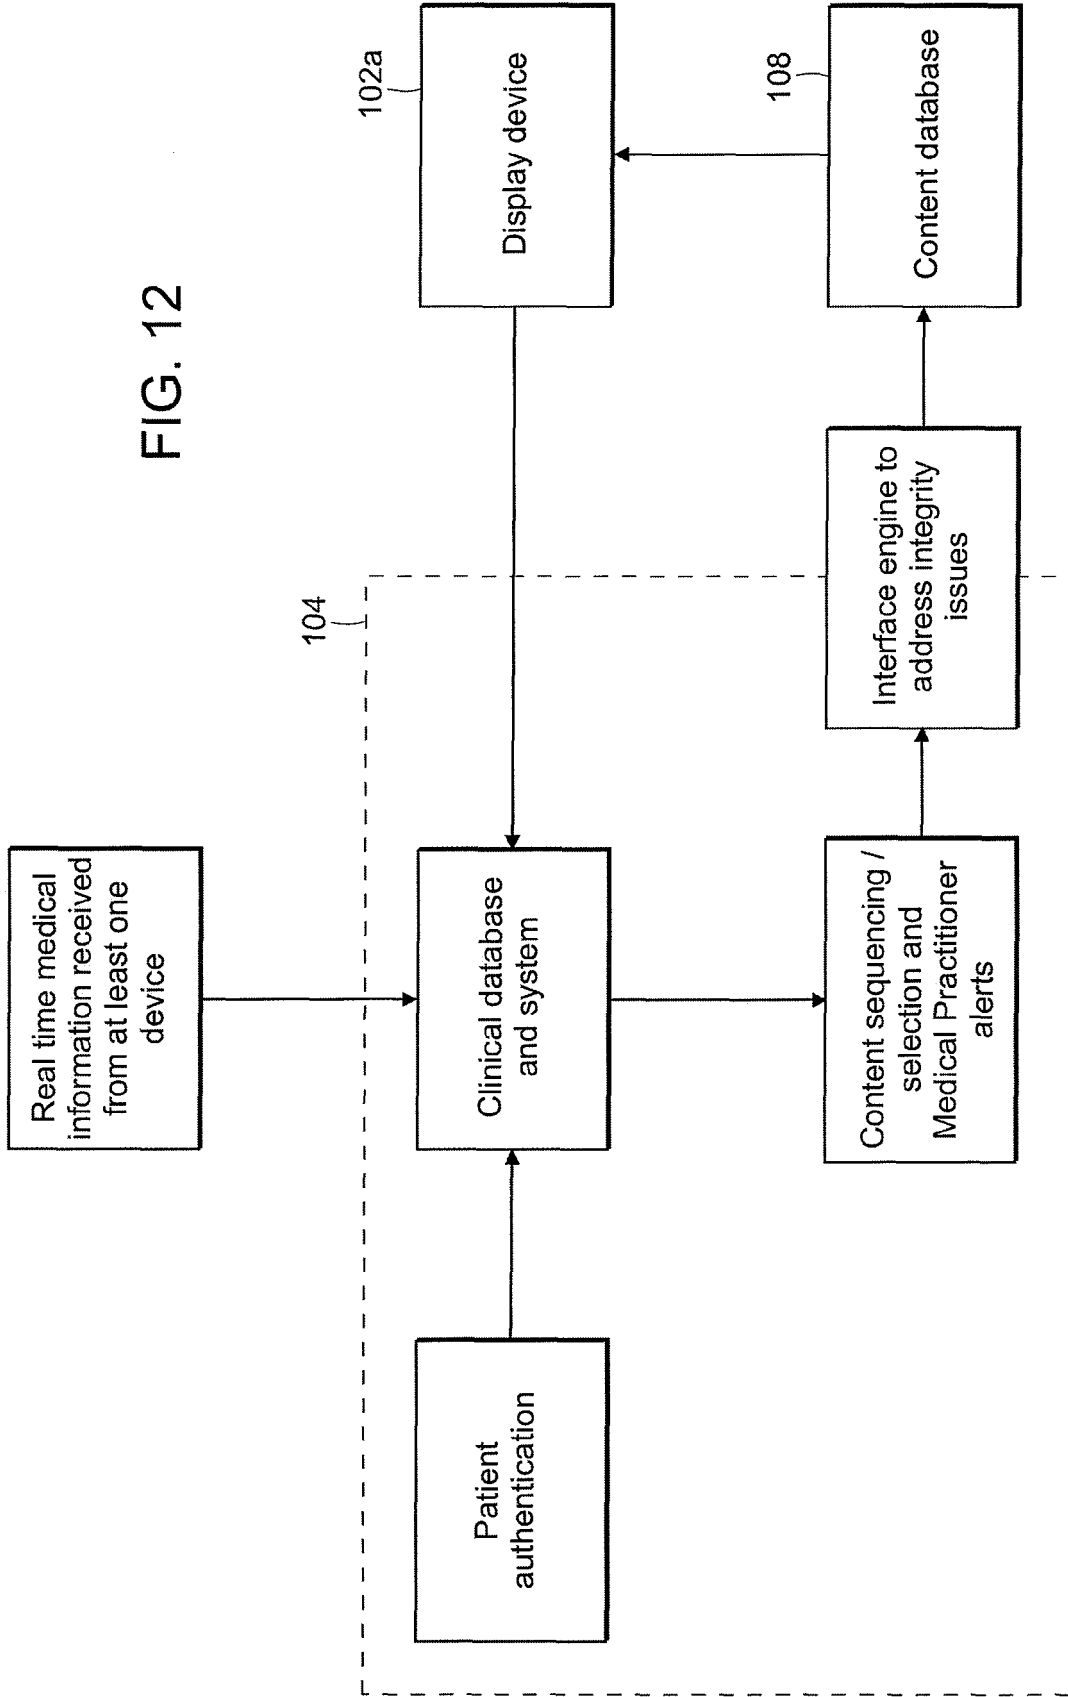 FIG. 12
Real time medical
information received
from at least one
device
104
102a
Patient
authentication
Clinical database
and system
Display device
Content sequencing /
selection and
Medical Practitioner
alerts
Interface engine to
address integrity
issues
108
Content database